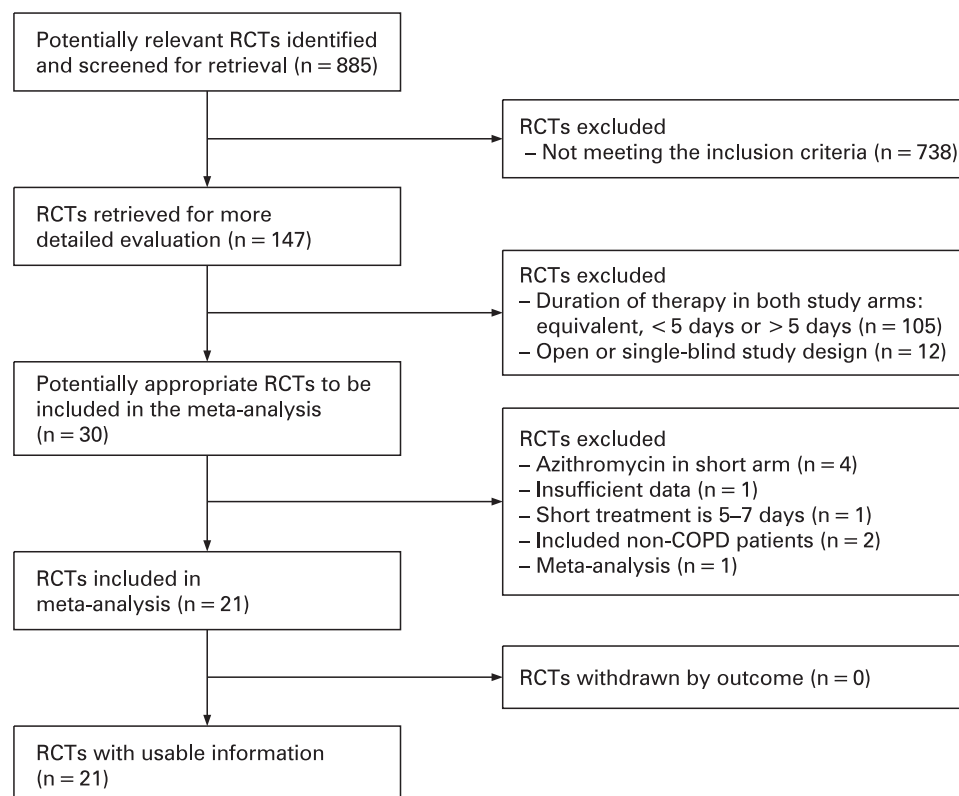 Potentially relevant RCTs identified
and screened for retrieval (n = 885)
RCTs excluded
– Not meeting the inclusion criteria (n = 738)
RCTs retrieved for more
detailed evaluation (n = 147)
RCTs excluded
– Duration of therapy in both study arms:
equivalent, < 5 days or > 5 days (n = 105)
– Open or single-blind study design (n = 12)
Potentially appropriate RCTs to be
included in the meta-analysis
(n = 30)
RCTs excluded
– Azithromycin in short arm (n = 4)
– Insufficient data (n = 1)
– Short treatment is 5–7 days (n = 1)
– Included non-COPD patients (n = 2)
– Meta-analysis (n = 1)
RCTs included in
meta-analysis (n = 21)
RCTs withdrawn by outcome (n = 0)
RCTs with usable information
(n = 21)